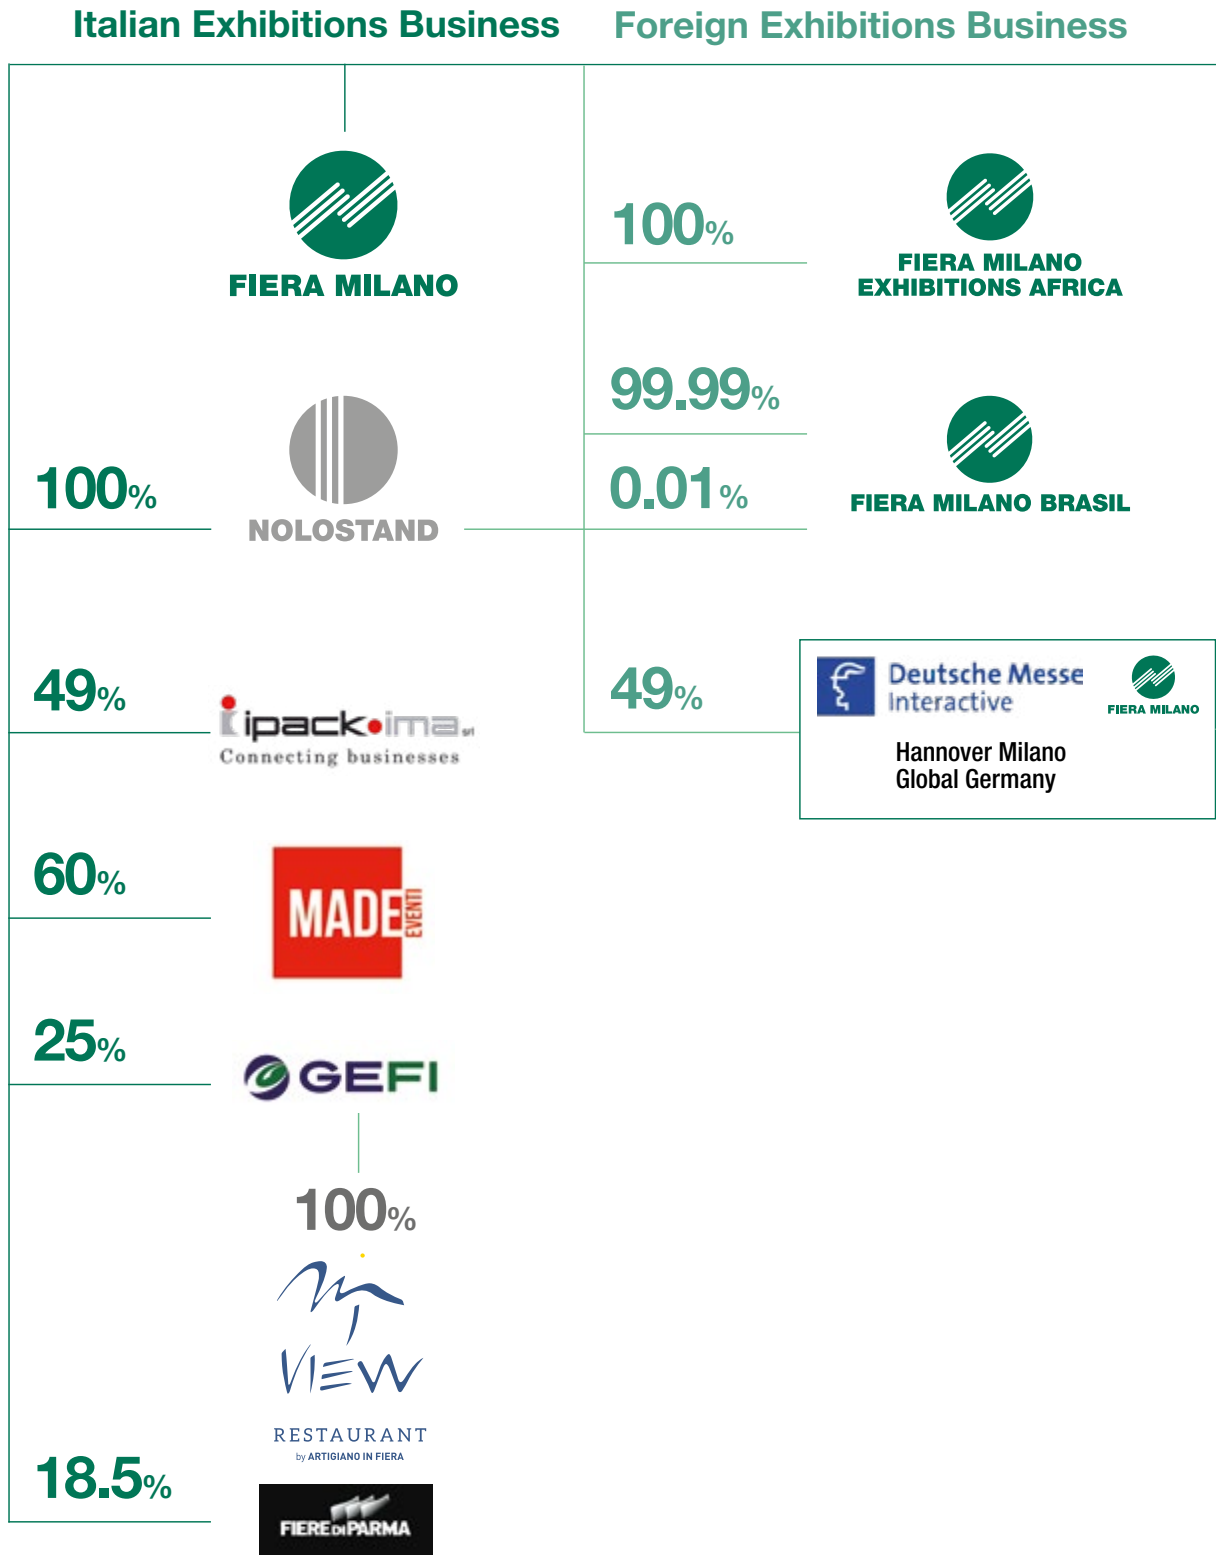 Italian Exhibitions Business
Foreign Exhibitions Business
FIERA MILANO
100%
NOLOSTAND
49%
ipack ima srl
Connecting businesses
60%
MADE
EVENTI
25%
GEFI
100%
MI
VIEW
RESTAURANT
by ARTIGIANO IN FIERA
18.5%
FIERE DI PARMA
100%
FIERA MILANO
EXHIBITIONS AFRICA
99.99%
0.01%
FIERA MILANO BRASIL
49%
Deutsche Messe
Interactive
FIERA MILANO
Hannover Milano
Global Germany